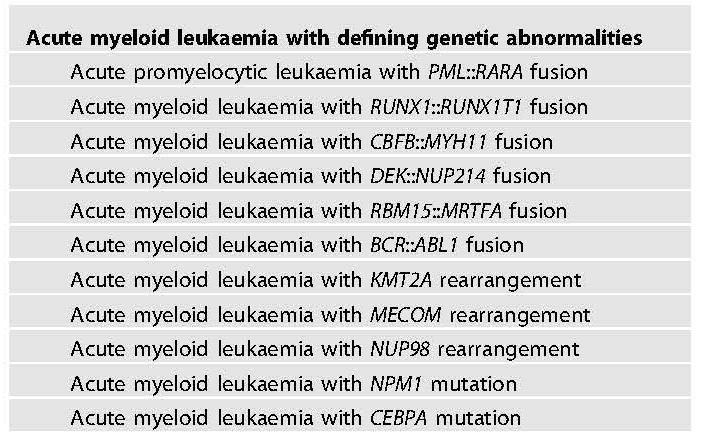 Acute myeloid leukaemia with defining genetic abnormalities
Acute promyelocytic leukaemia with PML::RARA fusion
Acute myeloid leukaemia with RUNX1::RUNX1T1 fusion
Acute myeloid leukaemia with CBFB::MYH11 fusion
Acute myeloid leukaemia with DEK::NUP214 fusion
Acute myeloid leukaemia with RBM15::MRTFA fusion
Acute myeloid leukaemia with BCR::ABL1 fusion
Acute myeloid leukaemia with KMT2A rearrangement
Acute myeloid leukaemia with MECOM rearrangement
Acute myeloid leukaemia with NUP98 rearrangement
Acute myeloid leukaemia with NPM1 mutation
Acute myeloid leukaemia with CEBPA mutation